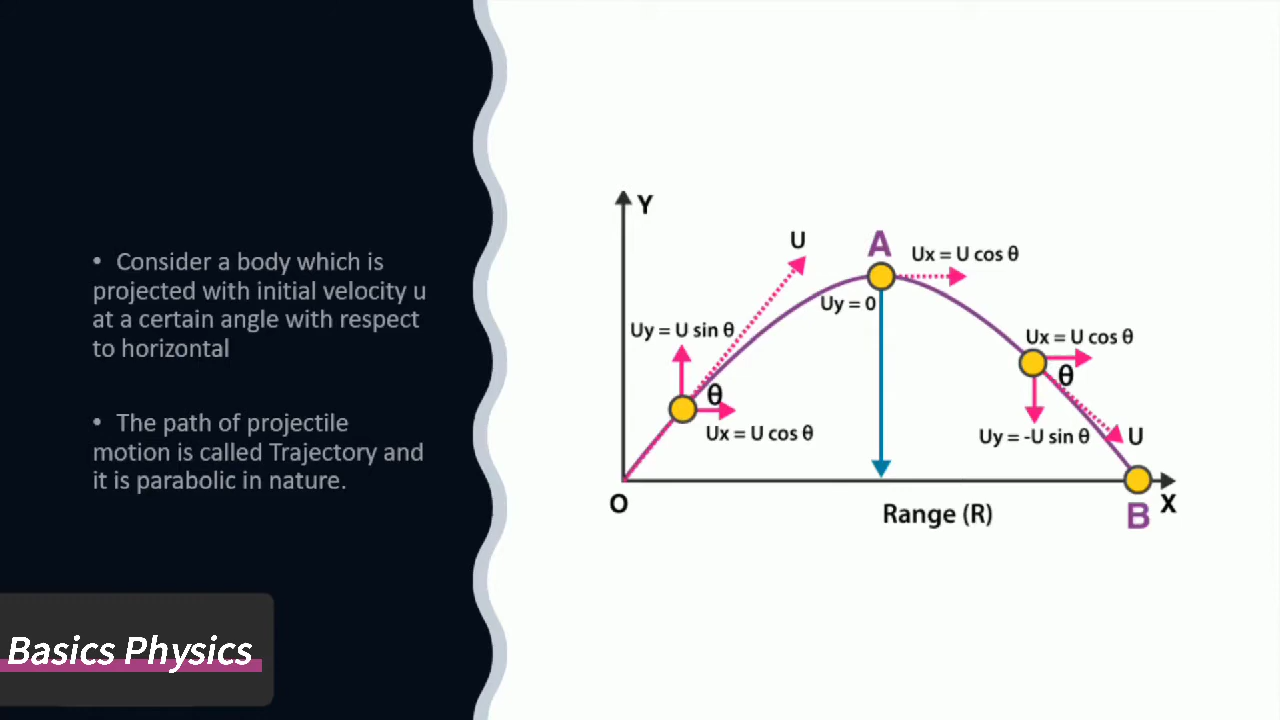 • Consider a body which is
projected with initial velocity u
at a certain angle with respect
to horizontal
• The path of projectile
motion is called Trajectory and
it is parabolic in nature.
Basics Physics
Y
U
A
Ux = U cos θ
Uy = 0
Uy = U sin θ
θ
Ux = U cos θ
Ux = U cos θ
θ
Uy = -U sin θ
U
O
Range (R)
B
X